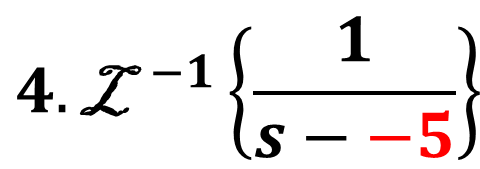 4. ℒ⁻¹{1/(s − −5)}